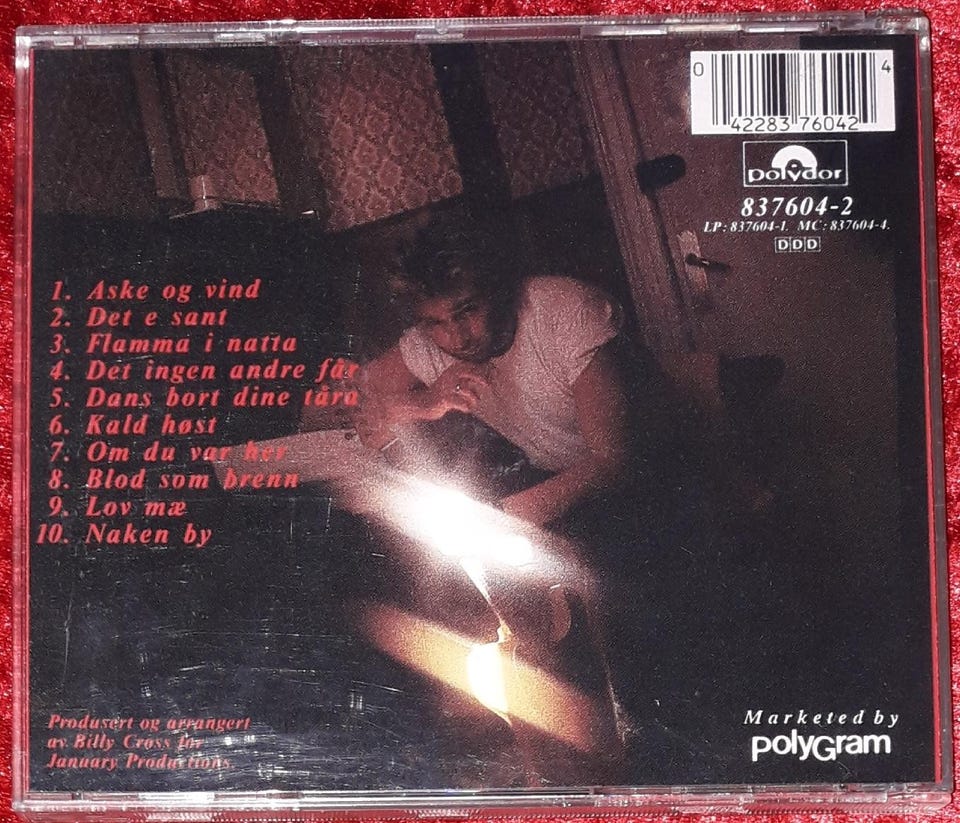 0 42283 76042 4
polydor
837604-2
LP: 837604-1. MC: 837604-4.
DDD
1. Aske og vind
2. Det e sant
3. Flamma i natta
4. Det ingen andre får
5. Dans bort dine tåra
6. Kald høst
7. Om du var her
8. Blod som brenn
9. Lov mæ
10. Naken by
Produsert og arrangert
av Billy Cross for
January Productions.
Marketed by
polyGram